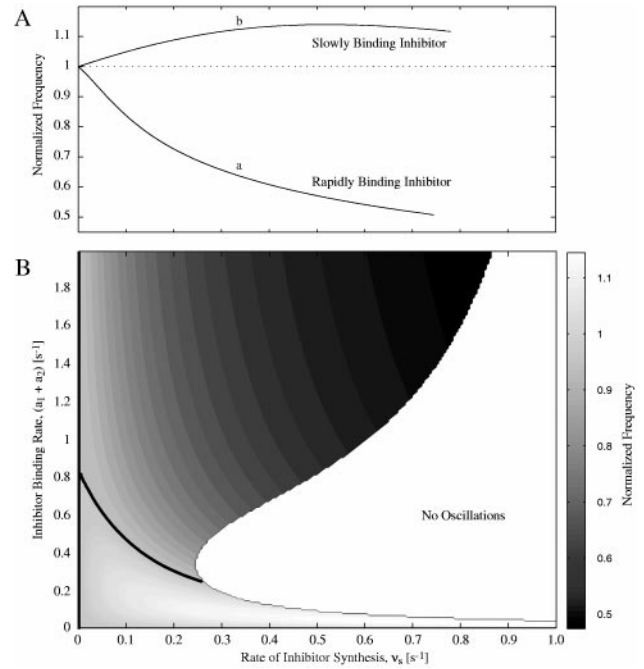 A
b
Slowly Binding Inhibitor
a
Rapidly Binding Inhibitor
Normalized Frequency
1.1
1
0.9
0.8
0.7
0.6
0.5
B
No Oscillations
Inhibitor Binding Rate, (a1 + a2) [s-1]
1.8
1.6
1.4
1.2
1
0.8
0.6
0.4
0.2
0
0 0.1 0.2 0.3 0.4 0.5 0.6 0.7 0.8 0.9 1.0
Rate of Inhibitor Synthesis, νs [s-1]
1.1
1
0.9
0.8
0.7
0.6
0.5
Normalized Frequency